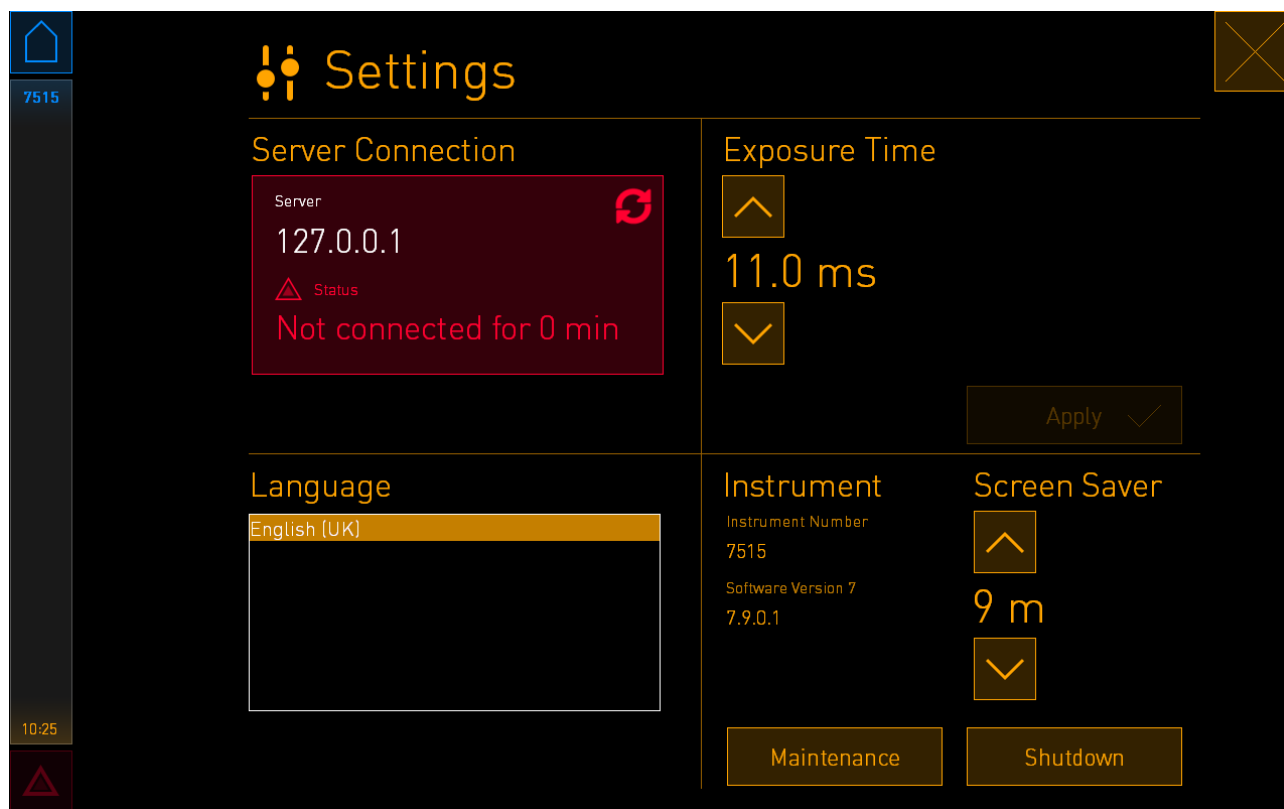 7515
Settings
Server Connection
Server
127.0.0.1
Status
Not connected for 0 min
Exposure Time
11.0 ms
Apply
Language
English (UK)
Instrument
Instrument Number
7515
Software Version 7
7.9.0.1
Screen Saver
9 m
Maintenance
Shutdown
10:25